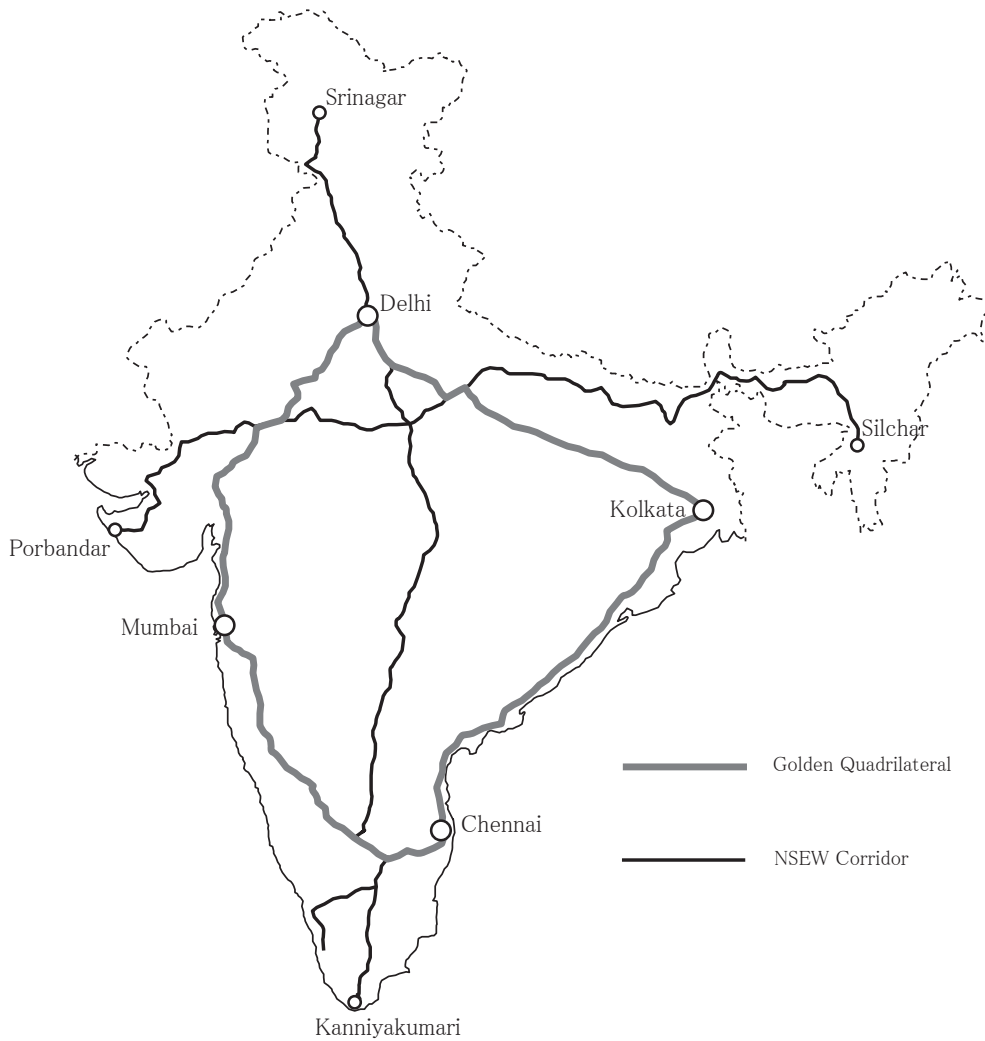 Srinagar
Delhi
Silchar
Kolkata
Porbandar
Mumbai
Golden Quadrilateral
Chennai
NSEW Corridor
Kanniyakumari